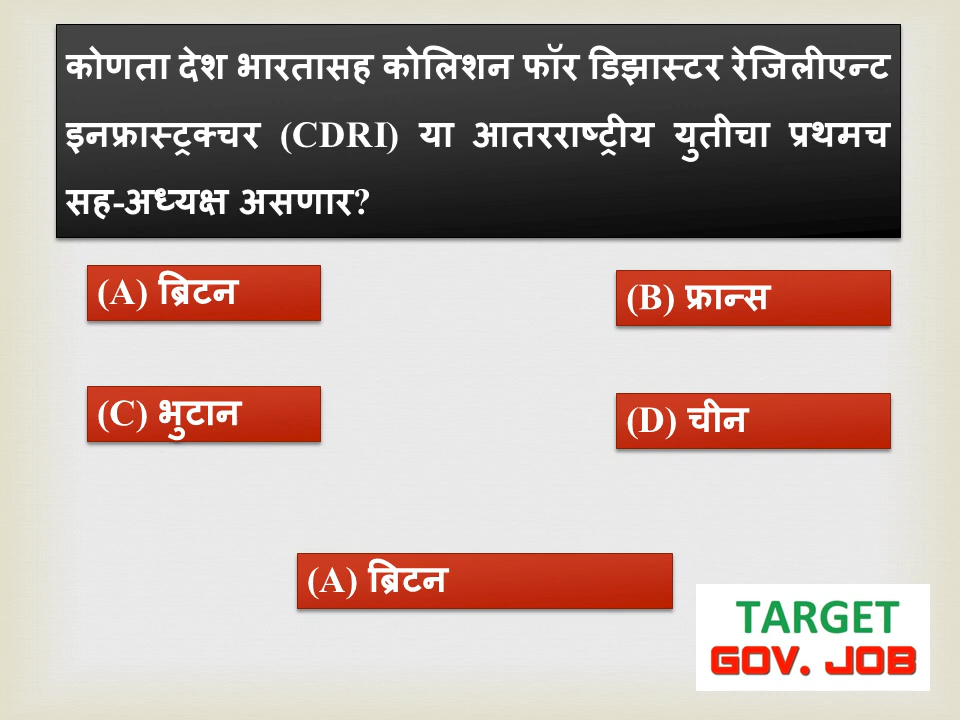 कोणता देश भारतासह कोलिशन फॉर डिझास्टर रेजिलीएन्ट
इनफ्रास्ट्रक्चर (CDRI) या आतरराष्ट्रीय युतीचा प्रथमच
सह-अध्यक्ष असणार?
(A) ब्रिटन
(B) फ्रान्स
(C) भुटान
(D) चीन
(A) ब्रिटन
TARGET
GOV. JOB